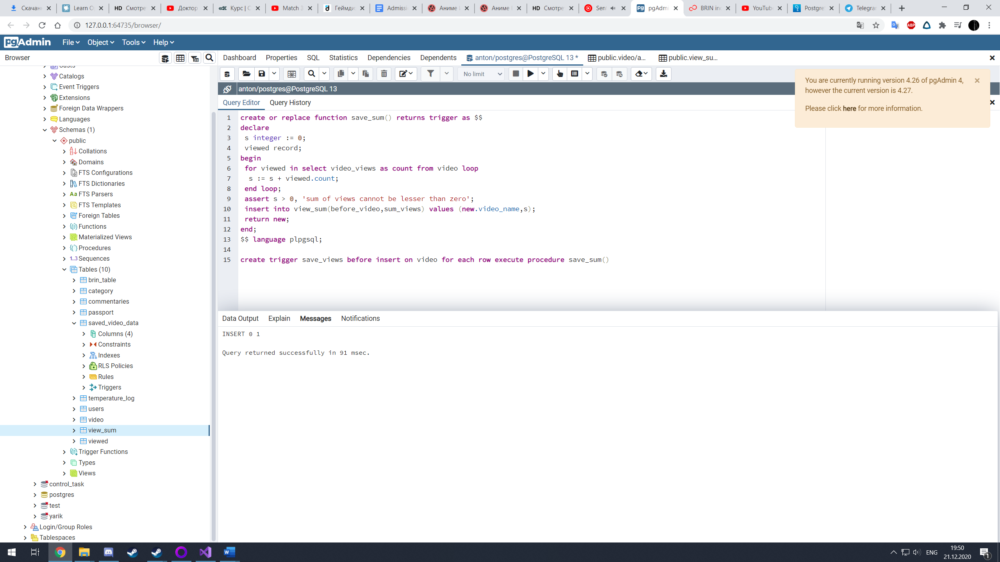 Скачан Learn O HD Смотре Доктор edX Курс | C Match 3 Геймди Admissi Аниме Аниме HD Смотре Sen pgAdmi BRIN in YouTub Postgre Telegra
127.0.0.1:64735/browser/
pgAdmin File Object Tools Help
Browser
Dashboard Properties SQL Statistics Dependencies Dependents anton/postgres@PostgreSQL 13 * public.video/a... public.view_su...
No limit
anton/postgres@PostgreSQL 13
Query Editor Query History
You are currently running version 4.26 of pgAdmin 4,
however the current version is 4.27.
Please click here for more information.
Casts
Catalogs
Event Triggers
Extensions
Foreign Data Wrappers
Languages
Schemas (1)
public
Collations
Domains
FTS Configurations
FTS Dictionaries
Aa FTS Parsers
FTS Templates
Foreign Tables
Functions
Materialized Views
Procedures
1..3 Sequences
Tables (10)
brin_table
category
commentaries
passport
saved_video_data
Columns (4)
Constraints
Indexes
RLS Policies
Rules
Triggers
temperature_log
users
video
view_sum
viewed
Trigger Functions
Types
Views
control_task
postgres
test
yarik
Login/Group Roles
Tablespaces
1 create or replace function save_sum() returns trigger as $$
2 declare
3 s integer := 0;
4 viewed record;
5 begin
6 for viewed in select video_views as count from video loop
7 s := s + viewed.count;
8 end loop;
9 assert s > 0, 'sum of views cannot be lesser than zero';
10 insert into view_sum(before_video,sum_views) values (new.video_name,s);
11 return new;
12 end;
13 $$ language plpgsql;
14
15 create trigger save_views before insert on video for each row execute procedure save_sum()
Data Output Explain Messages Notifications
INSERT 0 1
Query returned successfully in 91 msec.
ENG
19:50
21.12.2020
1